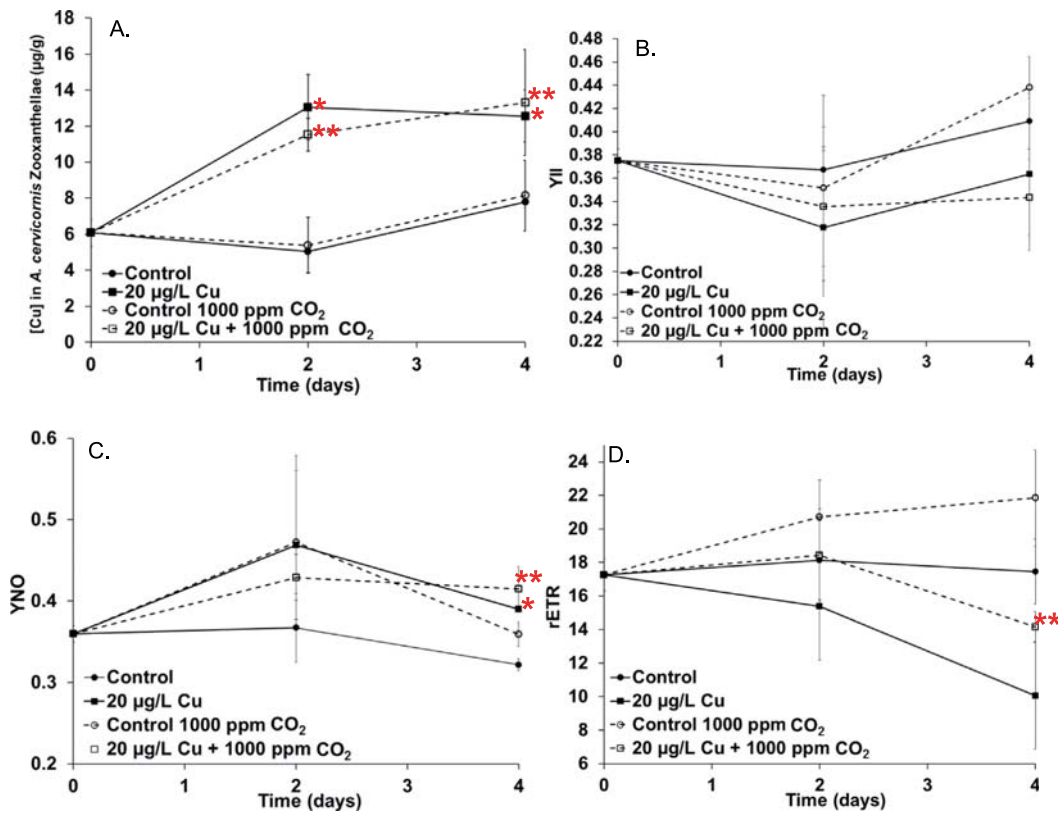 A.
[Cu] in A. cervicornis Zooxanthellae (µg/g)
18
16
14
12
10
8
6
4
2
0
*
**
**
*
Control
20 µg/L Cu
Control 1000 ppm CO₂
20 µg/L Cu + 1000 ppm CO₂
0 1 2 3 4
Time (days)
B.
YII
0.48
0.44
0.40
0.36
0.38
0.34
0.32
0.30
0.28
0.26
0.24
0.22
Control
20 µg/L Cu
Control 1000 ppm CO₂
20 µg/L Cu + 1000 ppm CO₂
0 1 2 3 4
Time (days)
C.
YNO
0.6
0.5
0.4
0.3
0.2
**
*
Control
20 µg/L Cu
Control 1000 ppm CO₂
20 µg/L Cu + 1000 ppm CO₂
0 1 2 3 4
Time (days)
D.
rETR
24
22
20
18
16
14
12
10
8
6
**
Control
20 µg/L Cu
Control 1000 ppm CO₂
20 µg/L Cu + 1000 ppm CO₂
0 1 2 3 4
Time (days)